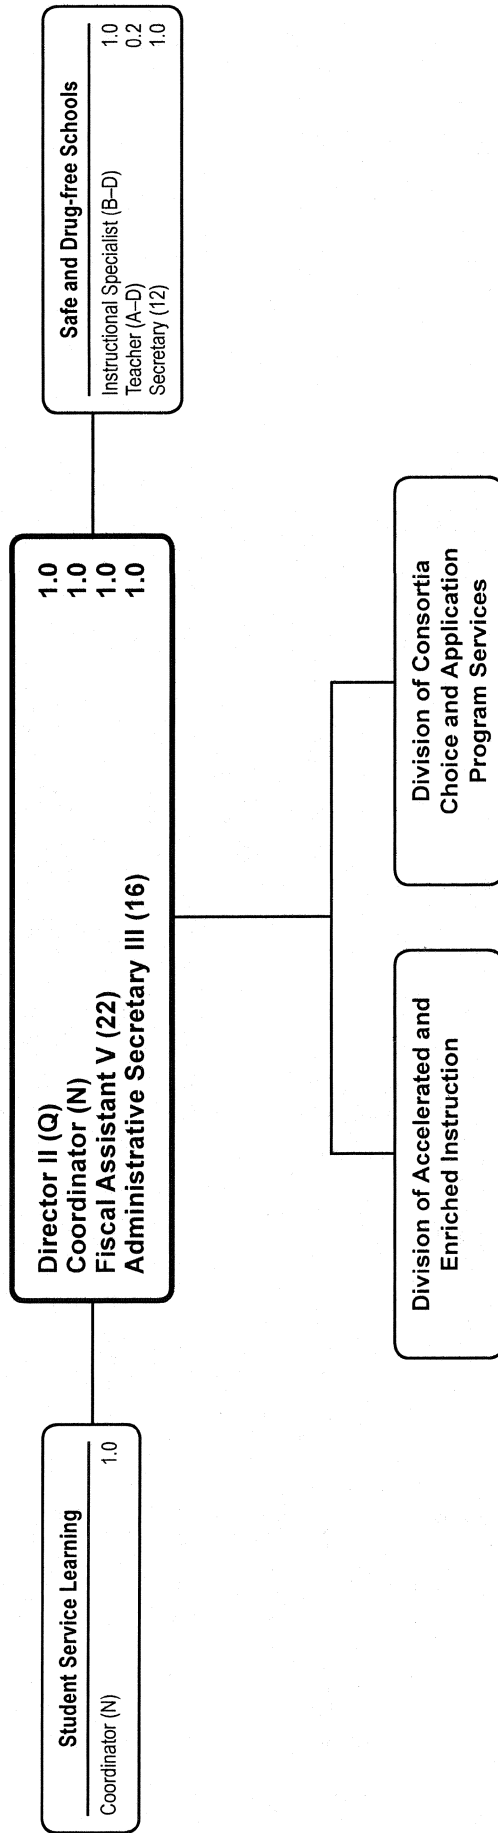 Student Service Learning
Coordinator (N) 1.0
Director II (Q) 1.0
Coordinator (N) 1.0
Fiscal Assistant V (22) 1.0
Administrative Secretary III (16) 1.0
Safe and Drug-free Schools
Instructional Specialist (B–D) 1.0
Teacher (A–D) 0.2
Secretary (12) 1.0
Division of Accelerated and
Enriched Instruction
Division of Consortia
Choice and Application
Program Services